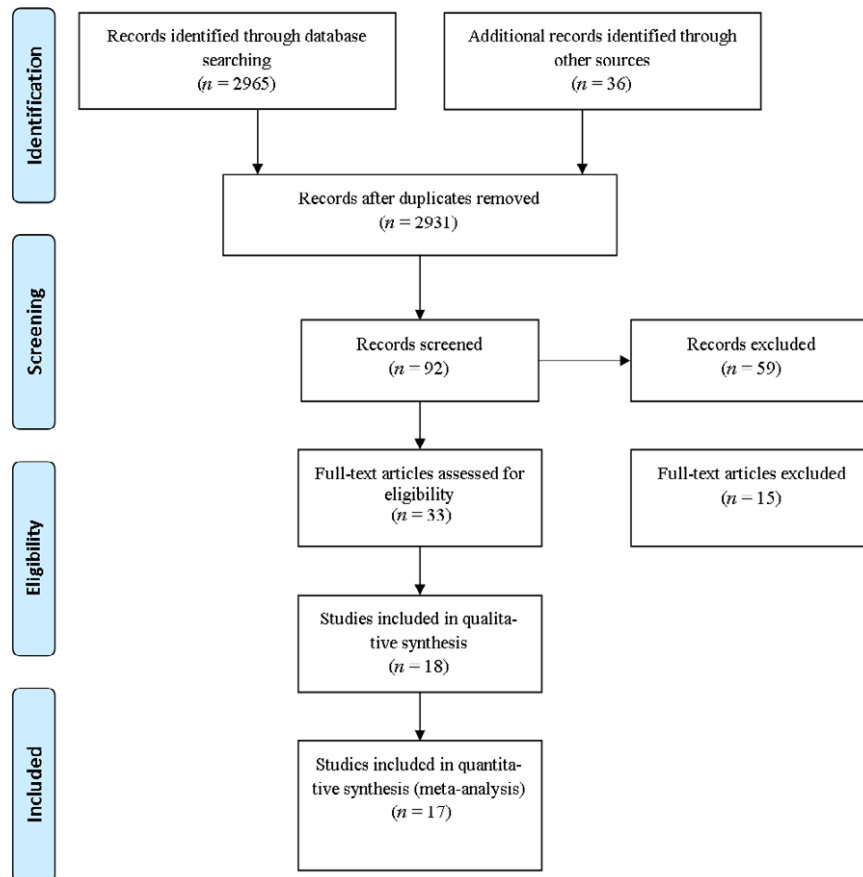 Identification
Records identified through database
searching
(n = 2965)
Additional records identified through
other sources
(n = 36)
Records after duplicates removed
(n = 2931)
Screening
Records screened
(n = 92)
Records excluded
(n = 59)
Eligibility
Full-text articles assessed for
eligibility
(n = 33)
Full-text articles excluded
(n = 15)
Studies included in qualita-
tive synthesis
(n = 18)
Included
Studies included in quantita-
tive synthesis (meta-analysis)
(n = 17)